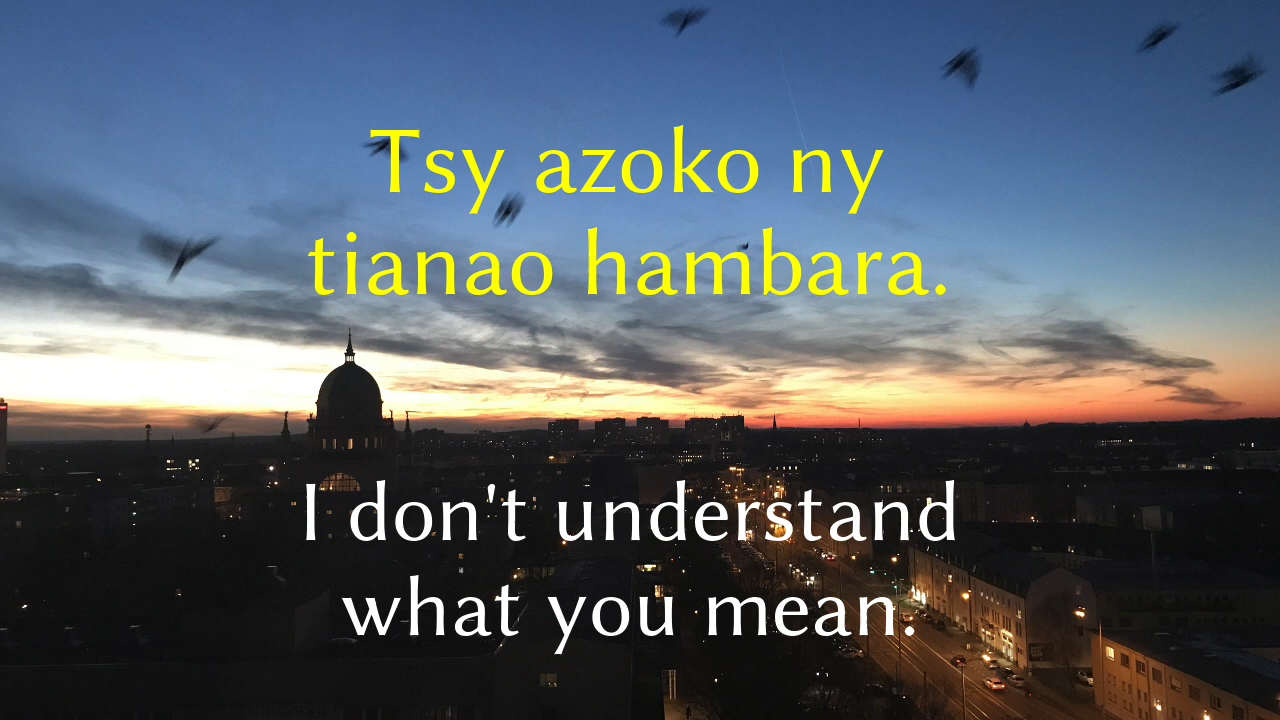 Tsy azoko ny
tianao hambara.
I don't understand
what you mean.